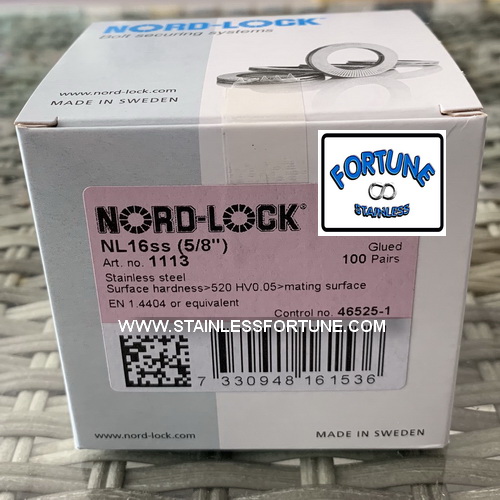 NORD-LOCK®
Bolt securing systems
www.nord-lock.com
MADE IN SWEDEN
FORTUNE
STAINLESS
NORD-LOCK®
NL16ss (5/8")
Glued
Art. no. 1113
100 Pairs
Stainless steel
Surface hardness>520 HV0.05>mating surface
EN 1.4404 or equivalent
Control no. 46525-1
WWW.STAINLESSFORTUNE.COM
7 330948 161536
www.nord-lock.com
MADE IN SWEDEN